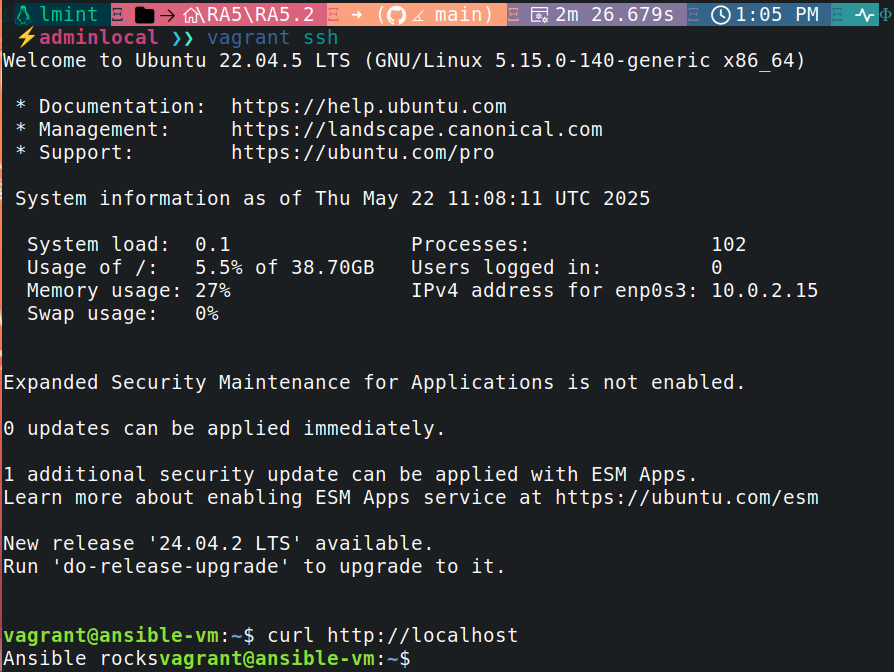 lmint RA5\RA5.2 → ( main) 2m 26.679s 1:05 PM
⚡adminlocal ❯❯ vagrant ssh
Welcome to Ubuntu 22.04.5 LTS (GNU/Linux 5.15.0-140-generic x86_64)
* Documentation:  https://help.ubuntu.com
* Management:     https://landscape.canonical.com
* Support:        https://ubuntu.com/pro
System information as of Thu May 22 11:08:11 UTC 2025
System load:  0.1               Processes:               102
Usage of /:   5.5% of 38.70GB   Users logged in:         0
Memory usage: 27%               IPv4 address for enp0s3: 10.0.2.15
Swap usage:   0%
Expanded Security Maintenance for Applications is not enabled.
0 updates can be applied immediately.
1 additional security update can be applied with ESM Apps.
Learn more about enabling ESM Apps service at https://ubuntu.com/esm
New release '24.04.2 LTS' available.
Run 'do-release-upgrade' to upgrade to it.
vagrant@ansible-vm:~$ curl http://localhost
Ansible rocksvagrant@ansible-vm:~$